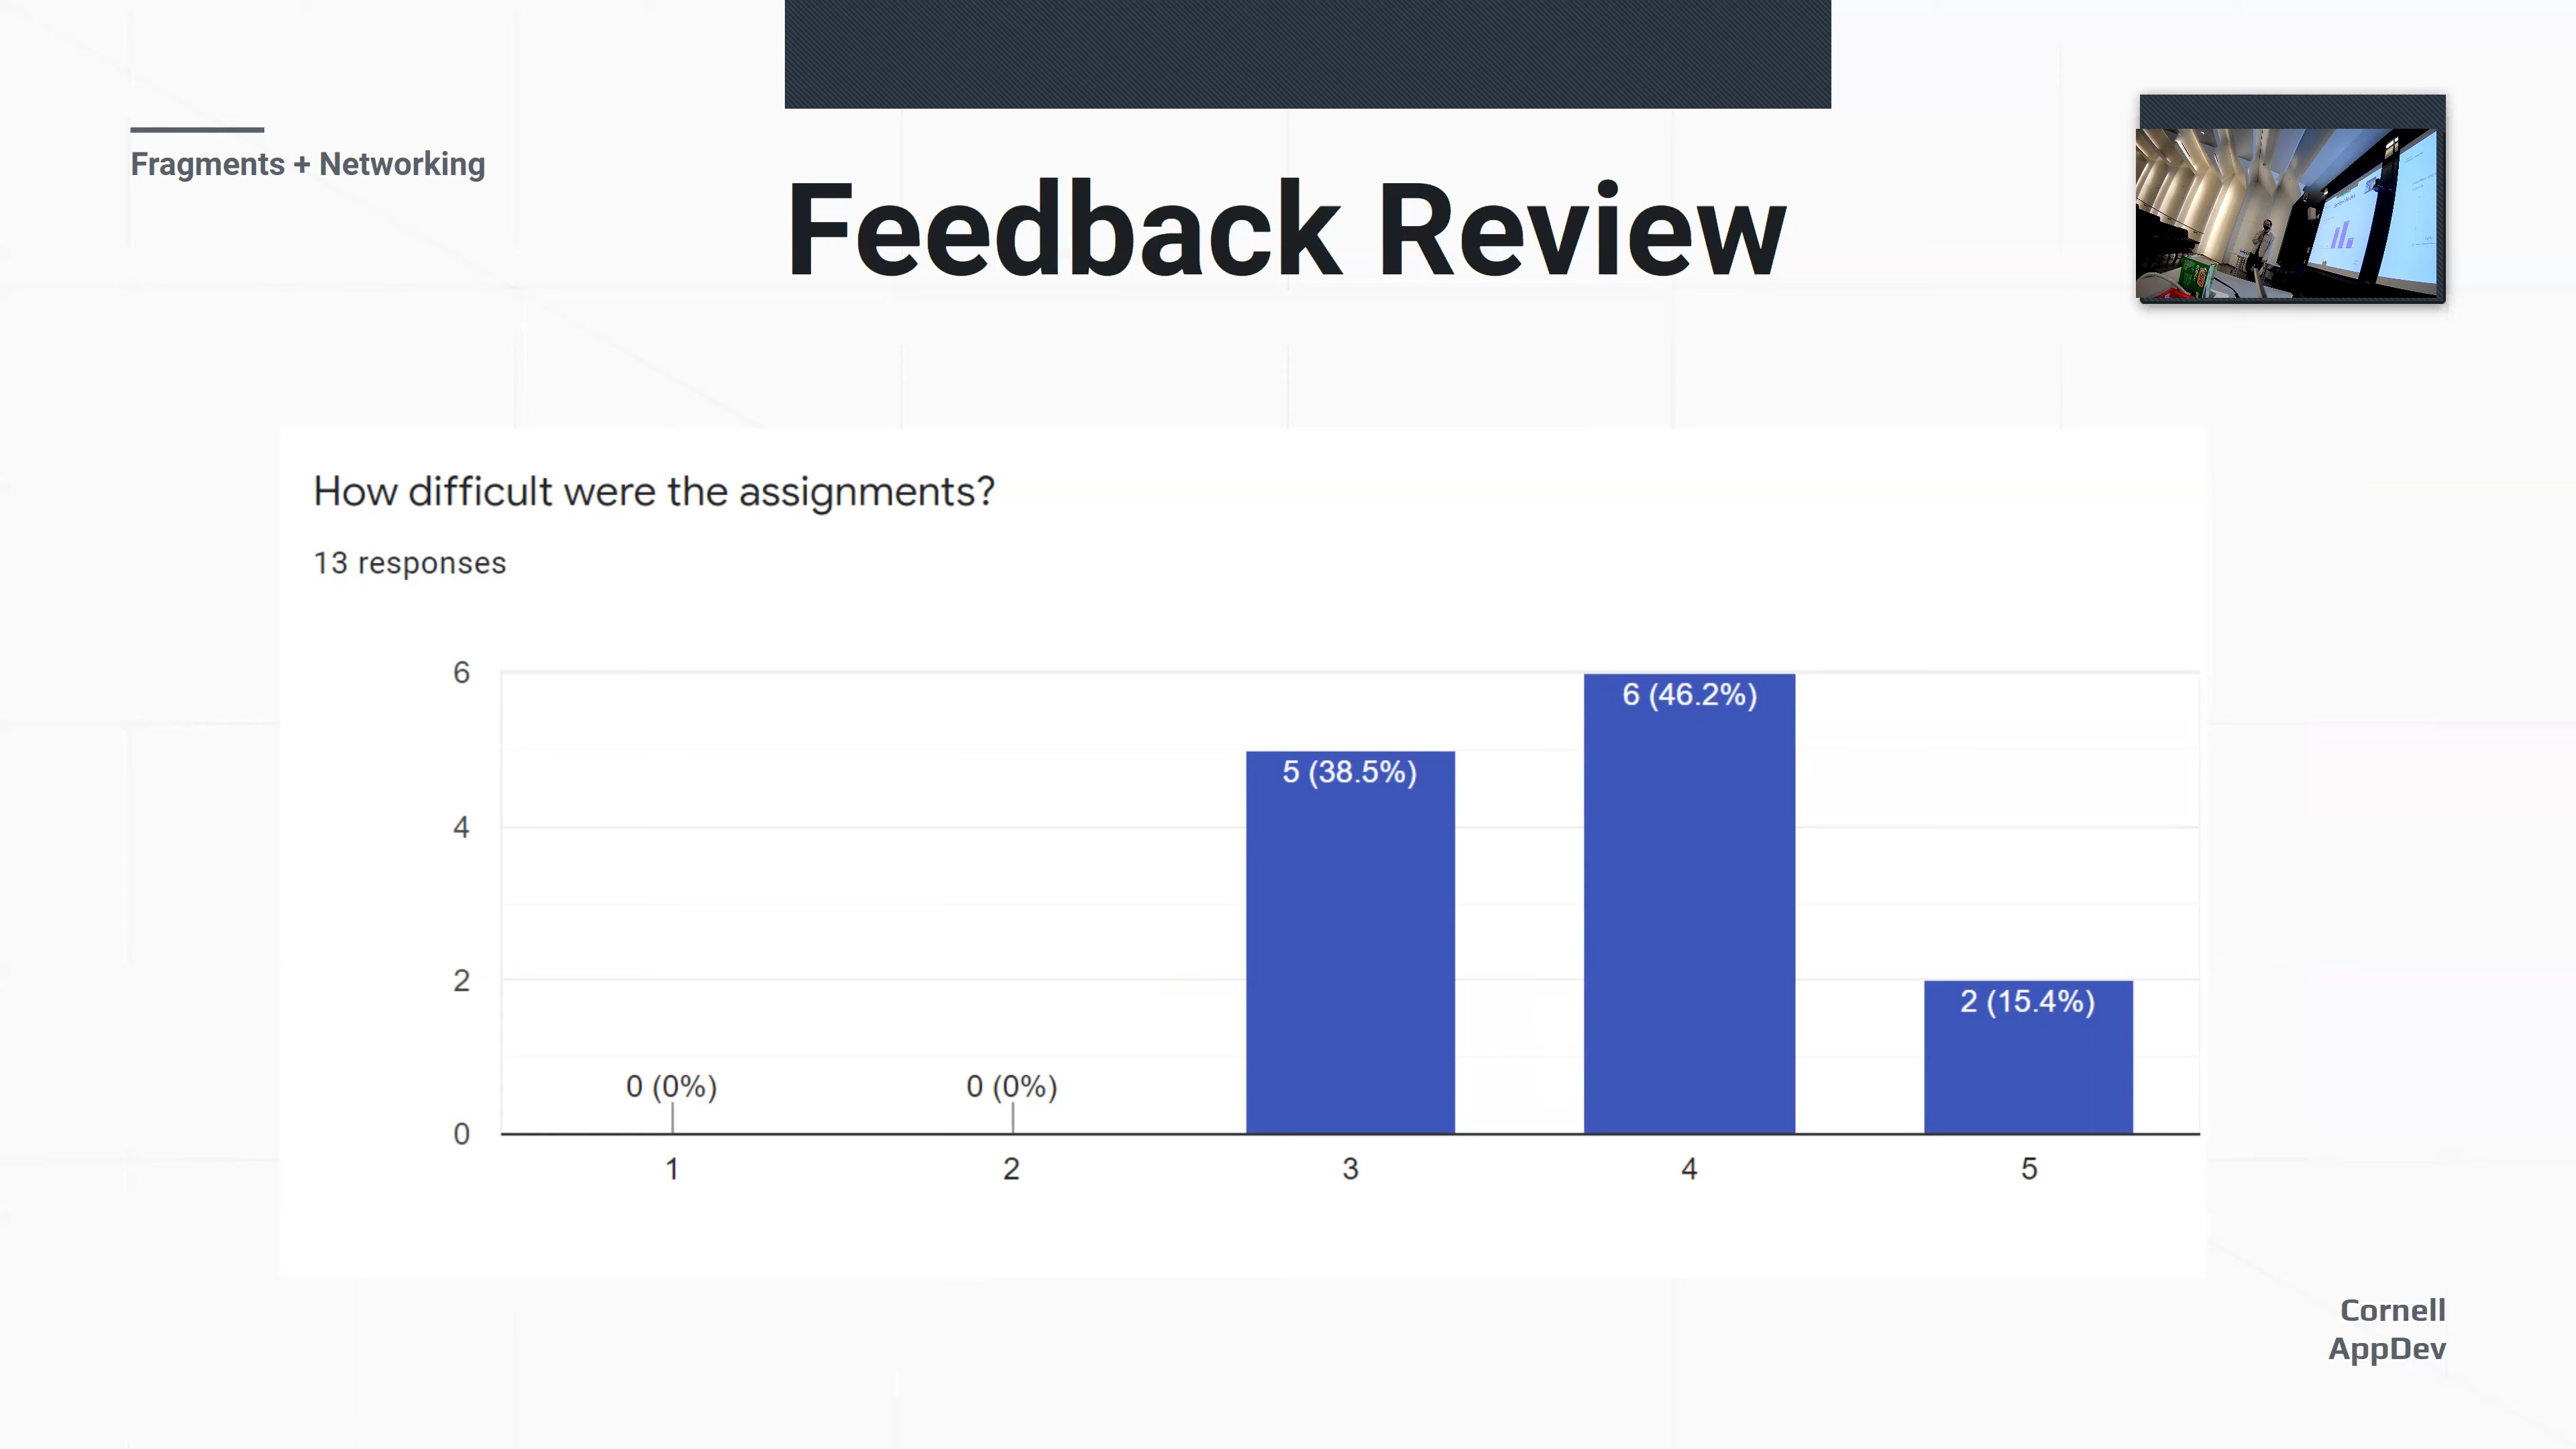 Fragments + Networking
Feedback Review
How difficult were the assignments?
13 responses
6
4
2
0
0 (0%)
0 (0%)
5 (38.5%)
6 (46.2%)
2 (15.4%)
1
2
3
4
5
Cornell
AppDev